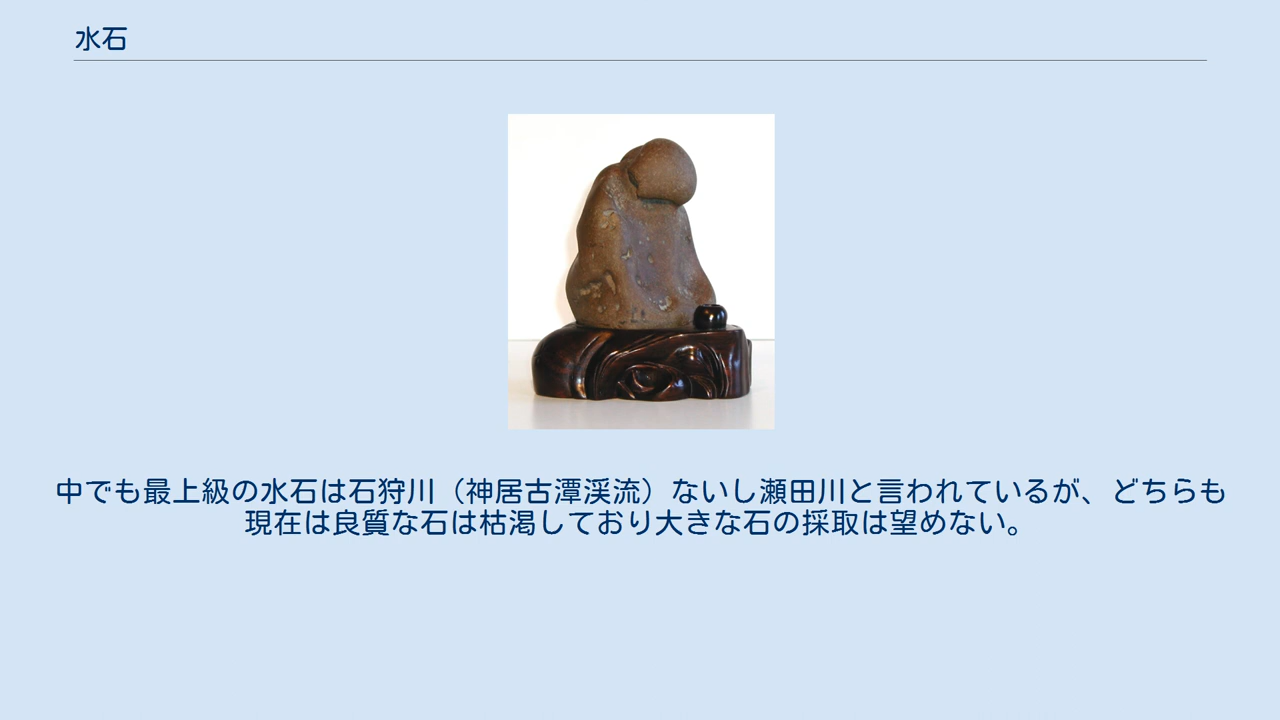 水石
中でも最上級の水石は石狩川（神居古潭渓流）ないし瀬田川と言われているが、どちらも
現在は良質な石は枯渇しており大きな石の採取は望めない。